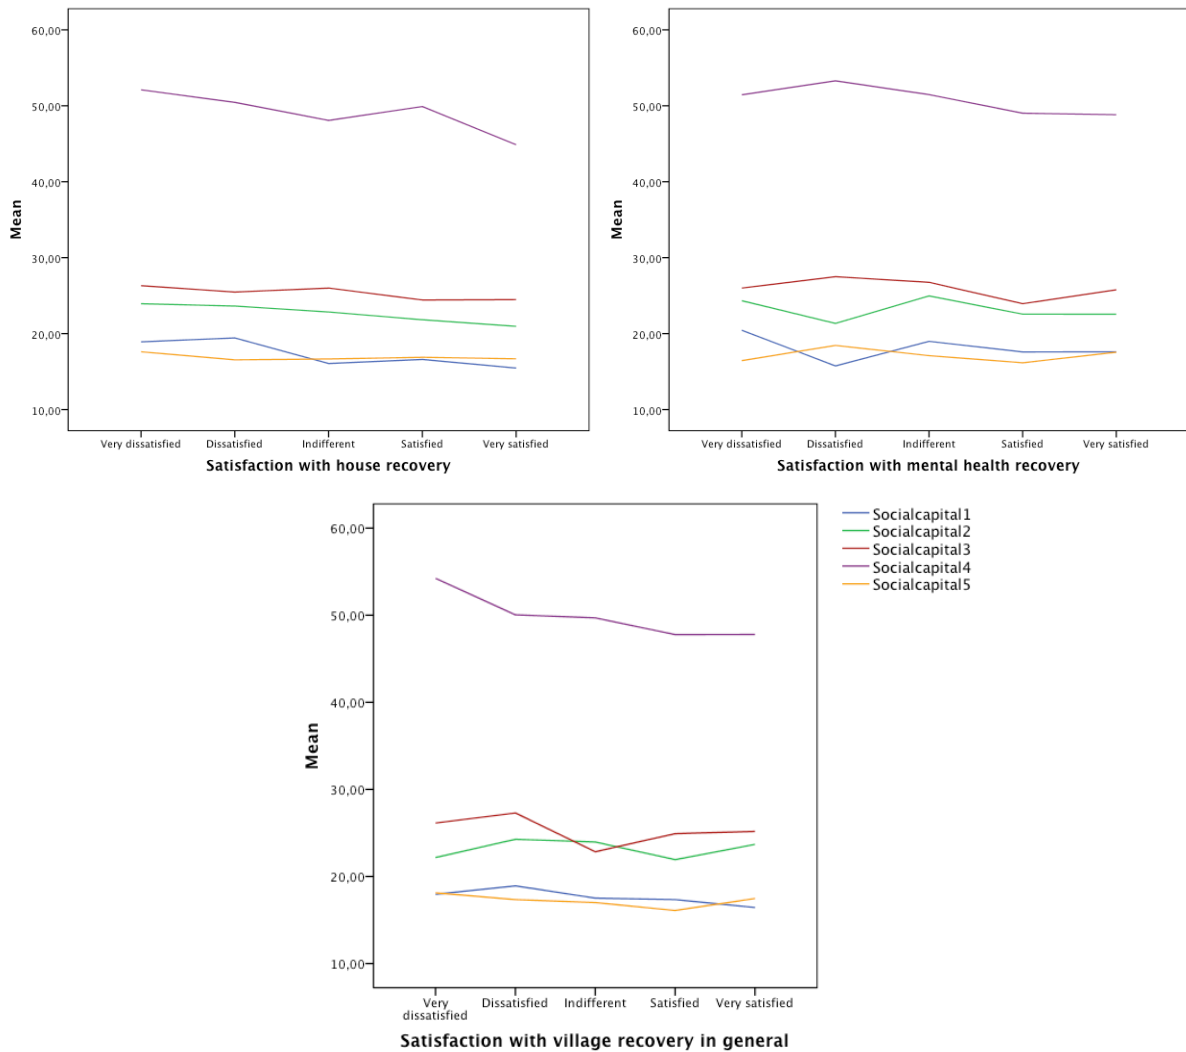 60,00
50,00
40,00
30,00
20,00
10,00
Mean
Very dissatisfied Dissatisfied Indifferent Satisfied Very satisfied
Satisfaction with house recovery
60,00
50,00
40,00
30,00
20,00
10,00
Mean
Very dissatisfied Dissatisfied Indifferent Satisfied Very satisfied
Satisfaction with mental health recovery
60,00
50,00
40,00
30,00
20,00
10,00
Mean
Very dissatisfied Dissatisfied Indifferent Satisfied Very satisfied
Satisfaction with village recovery in general
Socialcapital1
Socialcapital2
Socialcapital3
Socialcapital4
Socialcapital5